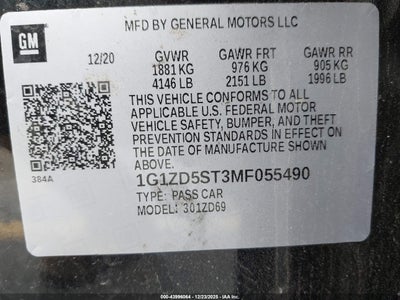 MFD BY GENERAL MOTORS LLC
GM
12/20 GVWR GAWR FRT GAWR RR
1881 KG 976 KG 905 KG
4146 LB 2151 LB 1996 LB
THIS VEHICLE CONFORMS TO ALL
APPLICABLE U.S. FEDERAL MOTOR
VEHICLE SAFETY, BUMPER, AND THEFT
PREVENTION STANDARDS IN EFFECT ON
THE DATE OF MANUFACTURE SHOWN
ABOVE.
384A
1G1ZD5ST3MF055490
TYPE: PASS CAR
MODEL: 301ZD69
000-43996064 - 12/23/2025 - IAAI.COM